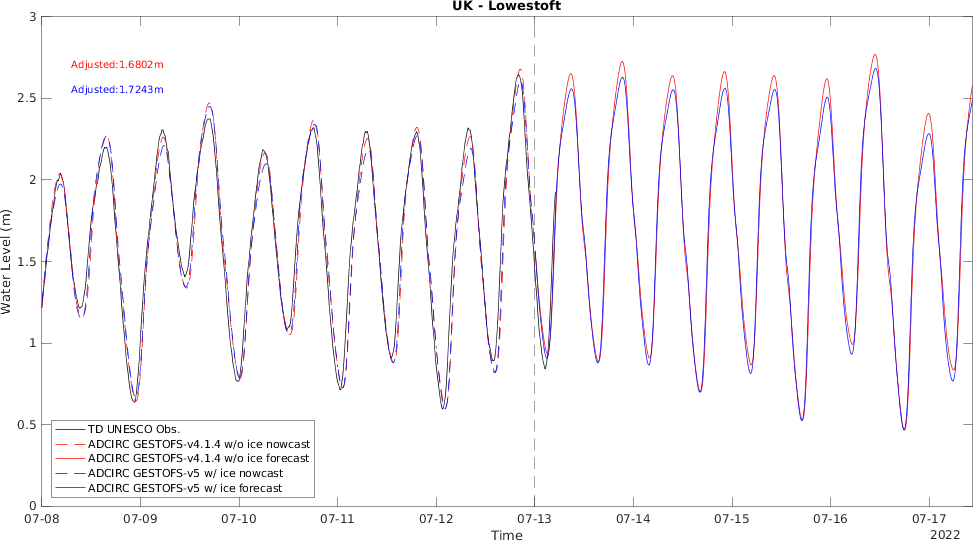 UK - Lowestoft
3
2.5
2
1.5
1
0.5
0
Water Level (m)
Adjusted:1.6802m
Adjusted:1.7243m
TD UNESCO Obs.
ADCIRC GESTOFS-v4.1.4 w/o ice nowcast
ADCIRC GESTOFS-v4.1.4 w/o ice forecast
ADCIRC GESTOFS-v5 w/ ice nowcast
ADCIRC GESTOFS-v5 w/ ice forecast
07-08 07-09 07-10 07-11 07-12 07-13 07-14 07-15 07-16 07-17
Time
2022